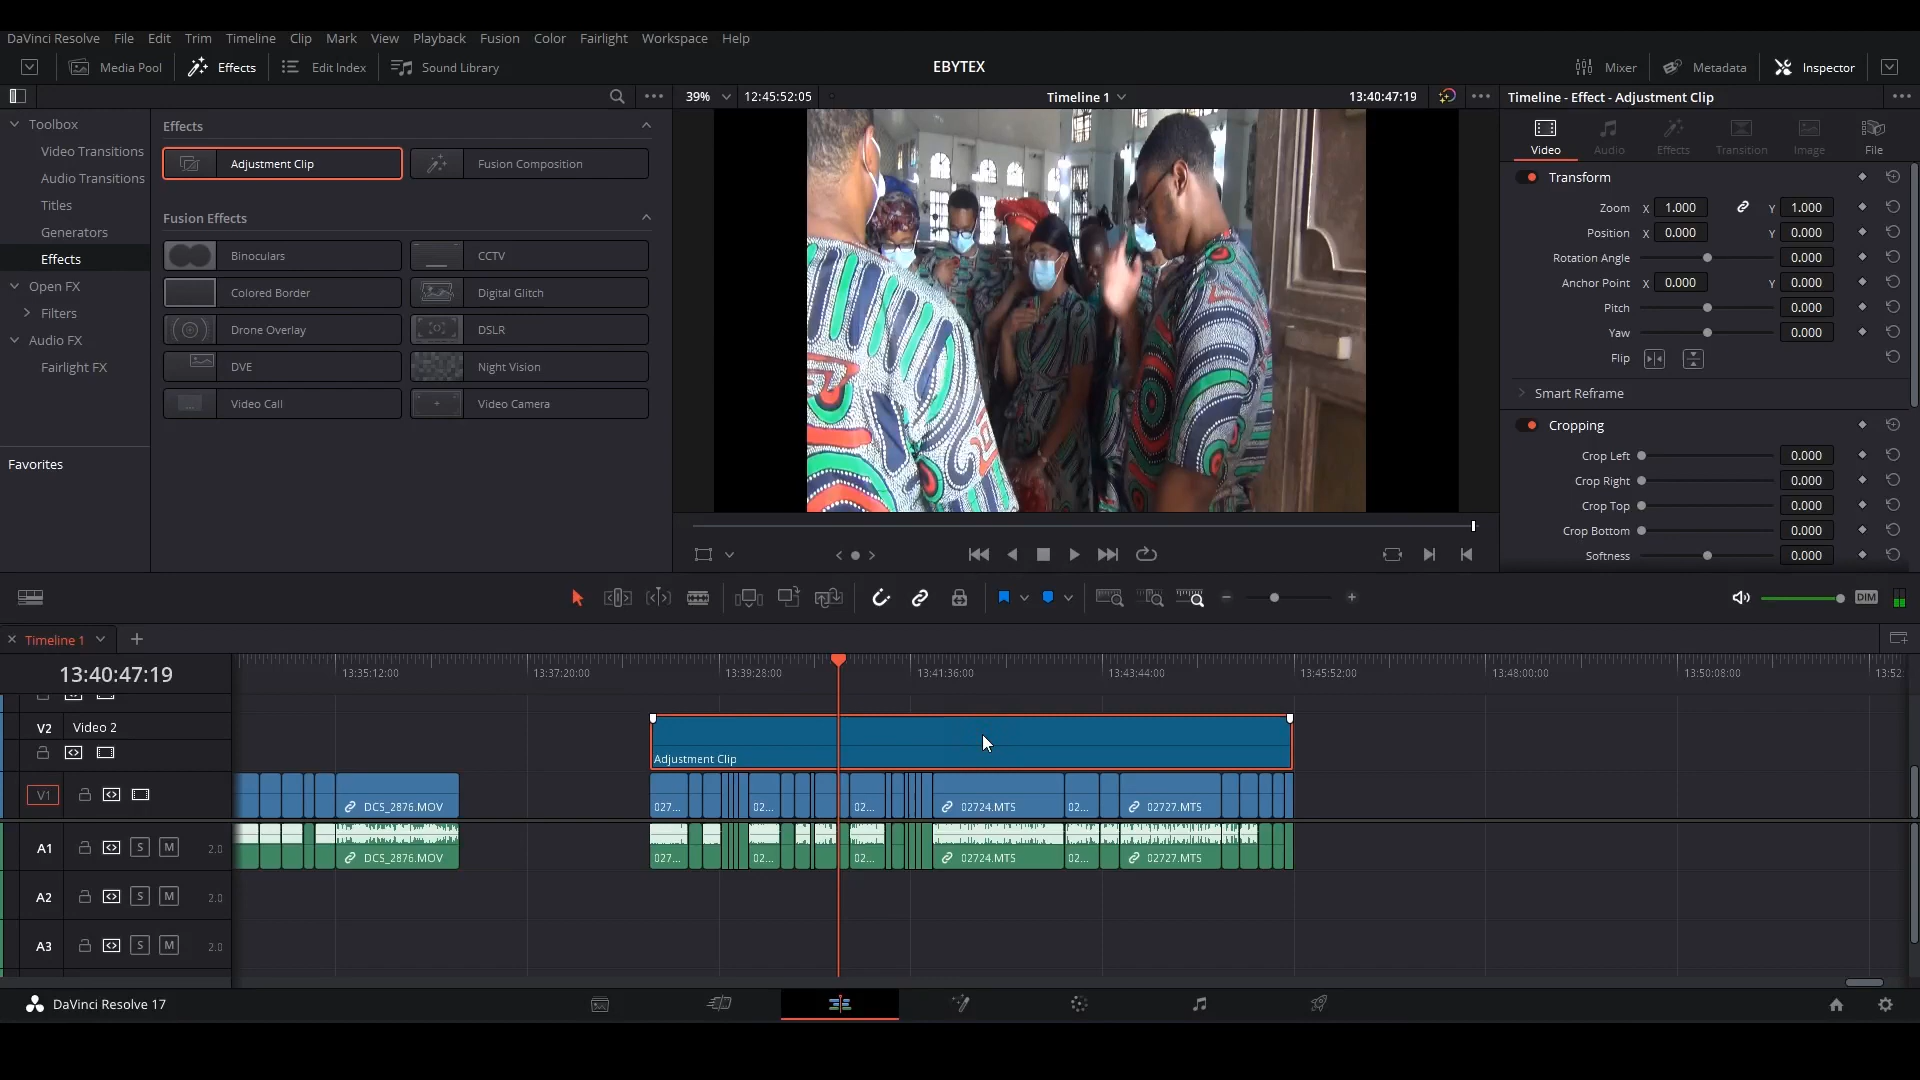 DaVinci Resolve File Edit Trim Timeline Clip Mark View Playback Fusion Color Fairlight Workspace Help
Media Pool Effects Edit Index Sound Library EBYTEX Mixer Metadata Inspector
39% 12:45:52:05 Timeline 1 13:40:47:19 Timeline - Effect - Adjustment Clip
Toolbox
Video Transitions
Audio Transitions
Titles
Generators
Effects
Open FX
Filters
Audio FX
Fairlight FX
Favorites
Effects
Adjustment Clip Fusion Composition
Fusion Effects
Binoculars CCTV
Colored Border Digital Glitch
Drone Overlay DSLR
DVE Night Vision
Video Call Video Camera
Video Audio Effects Transition Image File
Transform
Zoom X 1.000 Y 1.000
Position X 0.000 Y 0.000
Rotation Angle 0.000
Anchor Point X 0.000 Y 0.000
Pitch 0.000
Yaw 0.000
Flip
Smart Reframe
Cropping
Crop Left 0.000
Crop Right 0.000
Crop Top 0.000
Crop Bottom 0.000
Softness 0.000
DIM
Timeline 1
13:40:47:19 13:35:12:00 13:37:20:00 13:39:28:00 13:41:36:00 13:43:44:00 13:45:52:00 13:48:00:00 13:50:08:00 13:52:
V2 Video 2
Adjustment Clip
V1 DCS_2876.MOV 027... 02... 02... 02724.MTS 02... 02727.MTS
A1 S M 2.0 DCS_2876.MOV 027... 02... 02... 02724.MTS 02... 02727.MTS
A2 S M 2.0
A3 S M 2.0
DaVinci Resolve 17